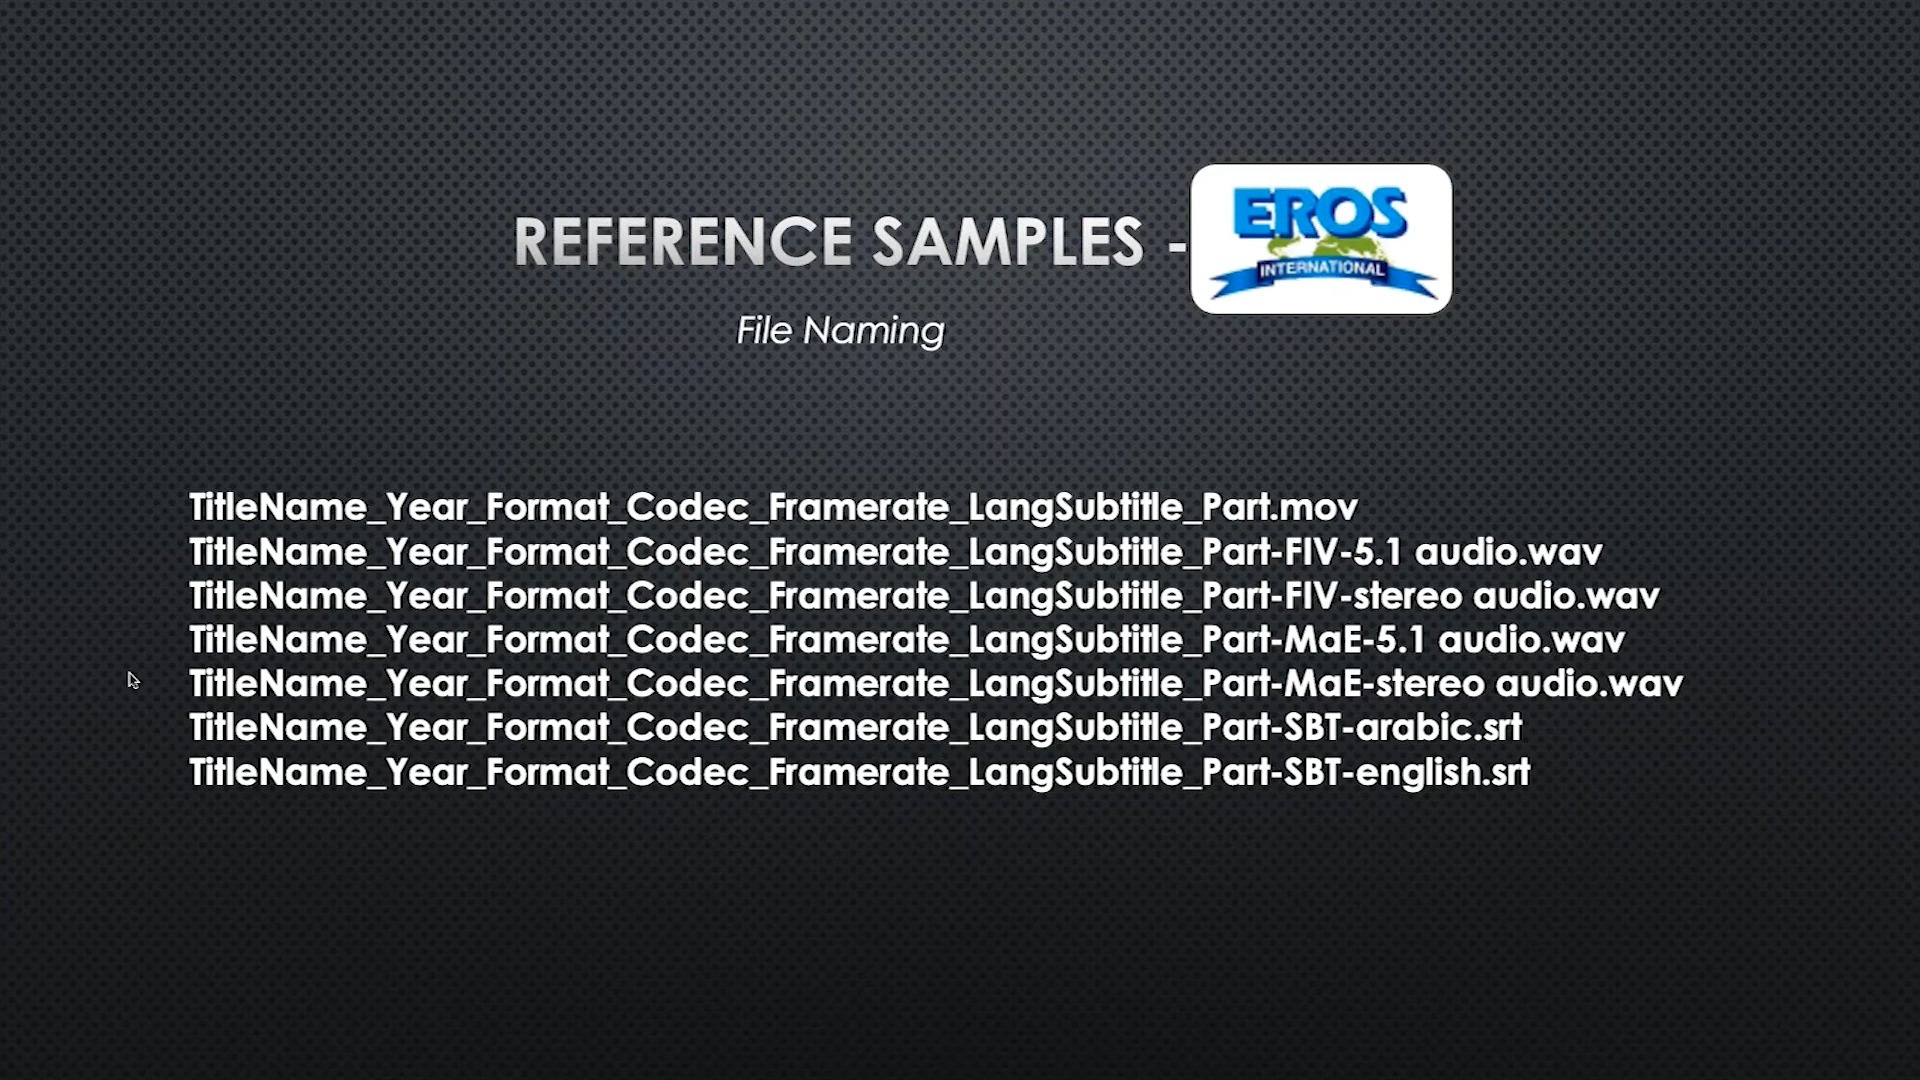 REFERENCE SAMPLES -
EROS
INTERNATIONAL
File Naming
TitleName_Year_Format_Codec_Framerate_LangSubtitle_Part.mov
TitleName_Year_Format_Codec_Framerate_LangSubtitle_Part-FIV-5.1 audio.wav
TitleName_Year_Format_Codec_Framerate_LangSubtitle_Part-FIV-stereo audio.wav
TitleName_Year_Format_Codec_Framerate_LangSubtitle_Part-MaE-5.1 audio.wav
TitleName_Year_Format_Codec_Framerate_LangSubtitle_Part-MaE-stereo audio.wav
TitleName_Year_Format_Codec_Framerate_LangSubtitle_Part-SBT-arabic.srt
TitleName_Year_Format_Codec_Framerate_LangSubtitle_Part-SBT-english.srt